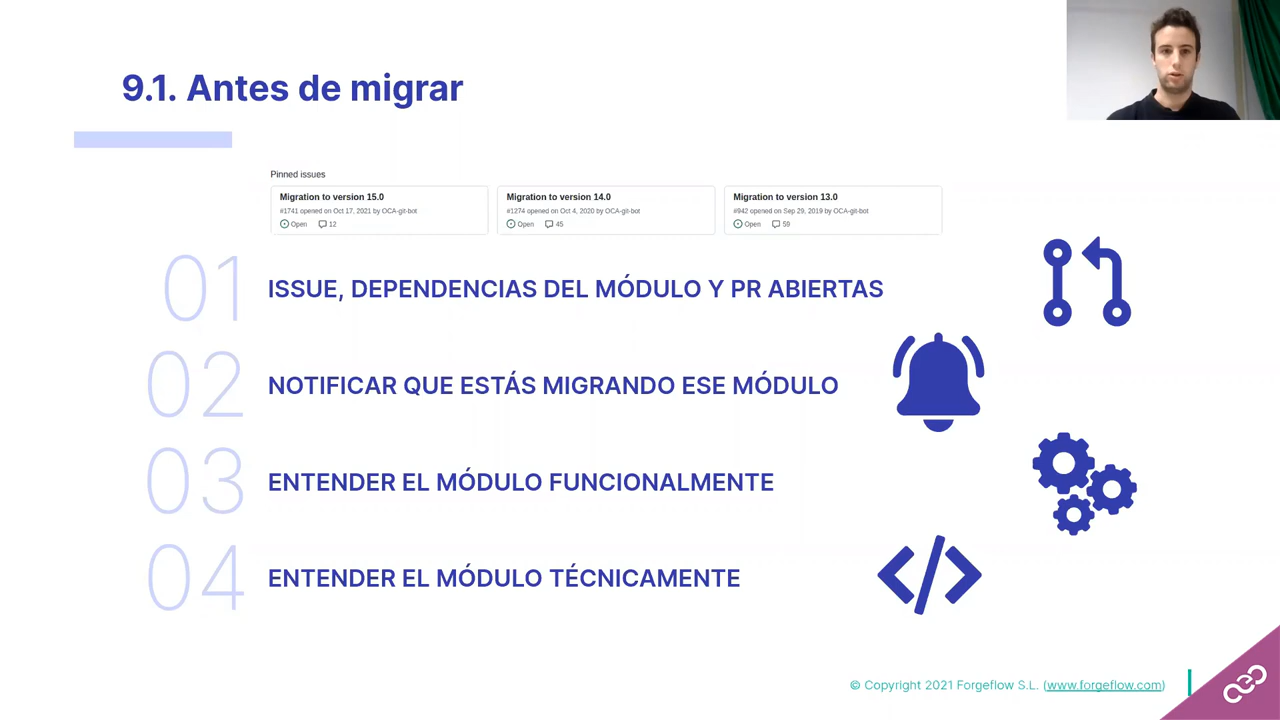 9.1. Antes de migrar
Pinned issues
Migration to version 15.0
#1741 opened on Oct 17, 2021 by OCA-git-bot
Open 12
Migration to version 14.0
#1274 opened on Oct 4, 2020 by OCA-git-bot
Open 45
Migration to version 13.0
#942 opened on Sep 29, 2019 by OCA-git-bot
Open 59
01 ISSUE, DEPENDENCIAS DEL MÓDULO Y PR ABIERTAS
02 NOTIFICAR QUE ESTÁS MIGRANDO ESE MÓDULO
03 ENTENDER EL MÓDULO FUNCIONALMENTE
04 ENTENDER EL MÓDULO TÉCNICAMENTE
© Copyright 2021 Forgeflow S.L. (www.forgeflow.com)